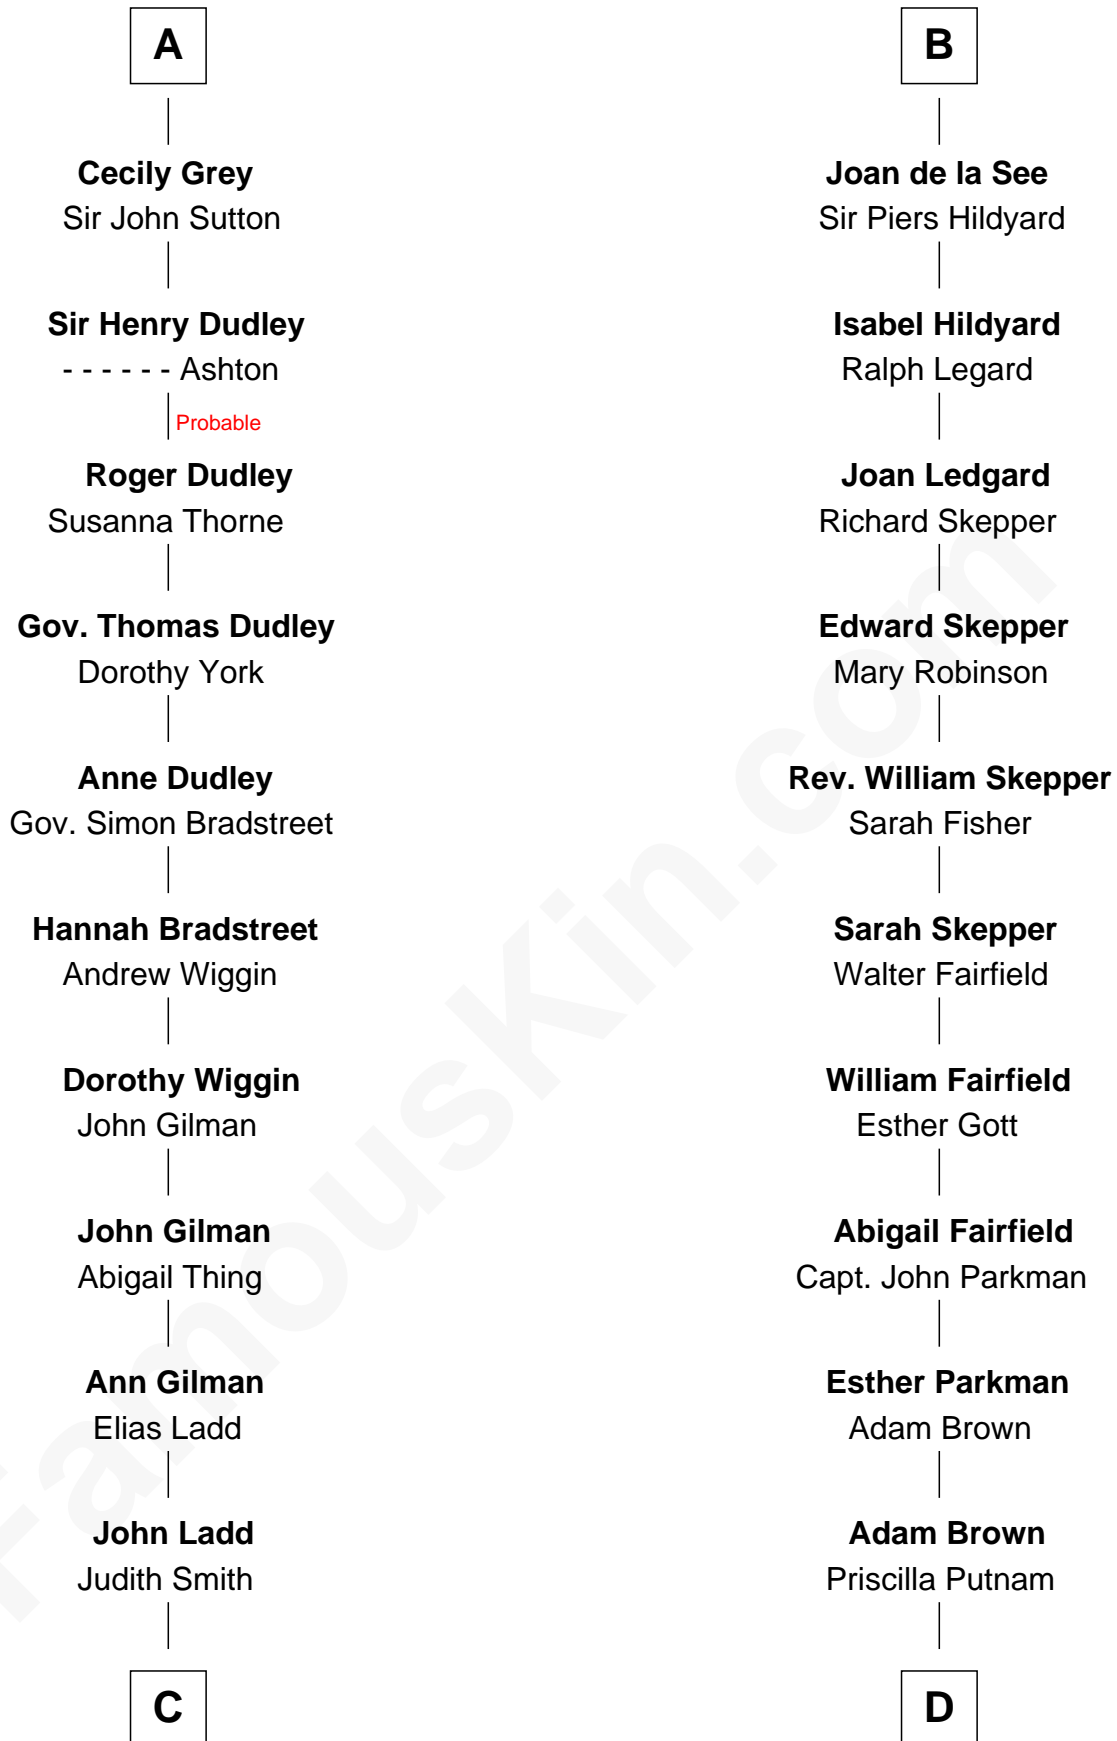 A
Cecily Grey
Sir John Sutton
Sir Henry Dudley
- - - - - - Ashton
Probable
Roger Dudley
Susanna Thorne
Gov. Thomas Dudley
Dorothy York
Anne Dudley
Gov. Simon Bradstreet
Hannah Bradstreet
Andrew Wiggin
Dorothy Wiggin
John Gilman
John Gilman
Abigail Thing
Ann Gilman
Elias Ladd
John Ladd
Judith Smith
C
B
Joan de la See
Sir Piers Hildyard
Isabel Hildyard
Ralph Legard
Joan Ledgard
Richard Skepper
Edward Skepper
Mary Robinson
Rev. William Skepper
Sarah Fisher
Sarah Skepper
Walter Fairfield
William Fairfield
Esther Gott
Abigail Fairfield
Capt. John Parkman
Esther Parkman
Adam Brown
Adam Brown
Priscilla Putnam
D
FamousKin.com